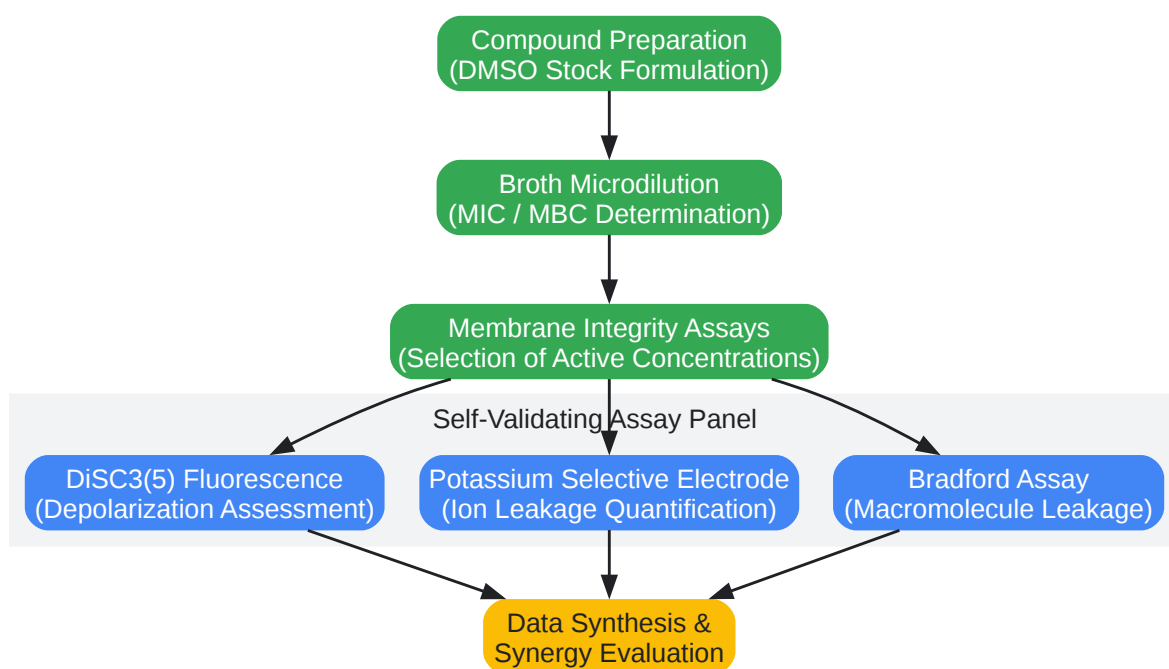 Compound Preparation
(DMSO Stock Formulation)
Broth Microdilution
(MIC / MBC Determination)
Membrane Integrity Assays
(Selection of Active Concentrations)
Self-Validating Assay Panel
DiSC3(5) Fluorescence
(Depolarization Assessment)
Potassium Selective Electrode
(Ion Leakage Quantification)
Bradford Assay
(Macromolecule Leakage)
Data Synthesis &
Synergy Evaluation